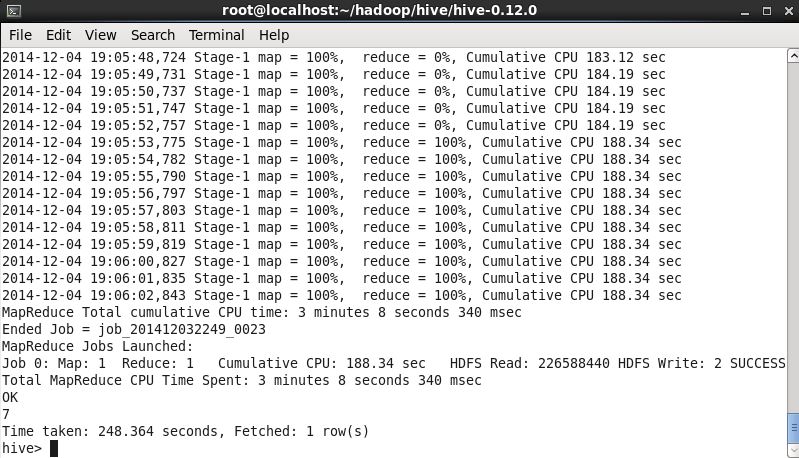 root@localhost:~/hadoop/hive/hive-0.12.0
File Edit View Search Terminal Help
2014-12-04 19:05:48,724 Stage-1 map = 100%,  reduce = 0%, Cumulative CPU 183.12 sec
2014-12-04 19:05:49,731 Stage-1 map = 100%,  reduce = 0%, Cumulative CPU 184.19 sec
2014-12-04 19:05:50,737 Stage-1 map = 100%,  reduce = 0%, Cumulative CPU 184.19 sec
2014-12-04 19:05:51,747 Stage-1 map = 100%,  reduce = 0%, Cumulative CPU 184.19 sec
2014-12-04 19:05:52,757 Stage-1 map = 100%,  reduce = 0%, Cumulative CPU 184.19 sec
2014-12-04 19:05:53,775 Stage-1 map = 100%,  reduce = 100%, Cumulative CPU 188.34 sec
2014-12-04 19:05:54,782 Stage-1 map = 100%,  reduce = 100%, Cumulative CPU 188.34 sec
2014-12-04 19:05:55,790 Stage-1 map = 100%,  reduce = 100%, Cumulative CPU 188.34 sec
2014-12-04 19:05:56,797 Stage-1 map = 100%,  reduce = 100%, Cumulative CPU 188.34 sec
2014-12-04 19:05:57,803 Stage-1 map = 100%,  reduce = 100%, Cumulative CPU 188.34 sec
2014-12-04 19:05:58,811 Stage-1 map = 100%,  reduce = 100%, Cumulative CPU 188.34 sec
2014-12-04 19:05:59,819 Stage-1 map = 100%,  reduce = 100%, Cumulative CPU 188.34 sec
2014-12-04 19:06:00,827 Stage-1 map = 100%,  reduce = 100%, Cumulative CPU 188.34 sec
2014-12-04 19:06:01,835 Stage-1 map = 100%,  reduce = 100%, Cumulative CPU 188.34 sec
2014-12-04 19:06:02,843 Stage-1 map = 100%,  reduce = 100%, Cumulative CPU 188.34 sec
MapReduce Total cumulative CPU time: 3 minutes 8 seconds 340 msec
Ended Job = job_201412032249_0023
MapReduce Jobs Launched:
Job 0: Map: 1  Reduce: 1   Cumulative CPU: 188.34 sec   HDFS Read: 226588440 HDFS Write: 2 SUCCESS
Total MapReduce CPU Time Spent: 3 minutes 8 seconds 340 msec
OK
7
Time taken: 248.364 seconds, Fetched: 1 row(s)
hive>